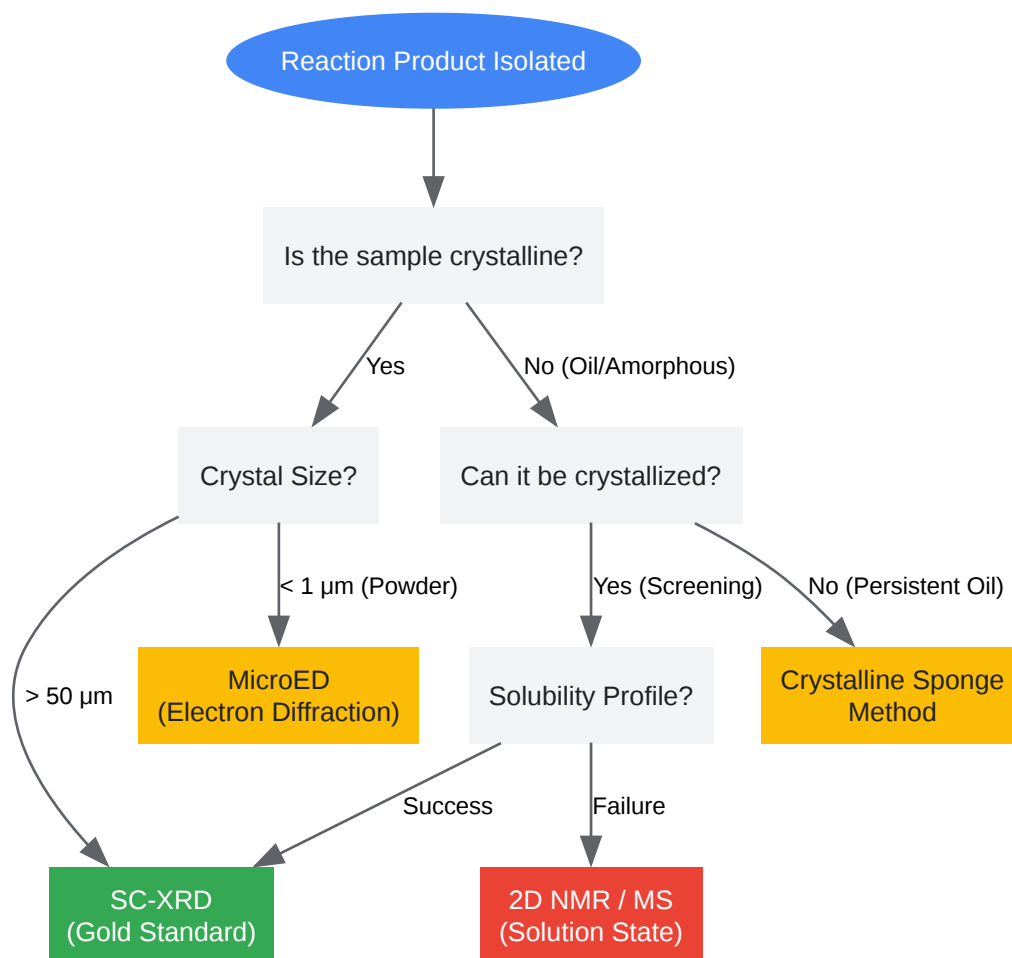 Reaction Product Isolated
Is the sample crystalline?
Yes
No (Oil/Amorphous)
Crystal Size?
Can it be crystallized?
< 1 μm (Powder)
Yes (Screening)
No (Persistent Oil)
> 50 μm
MicroED
(Electron Diffraction)
Solubility Profile?
Crystalline Sponge
Method
Success
Failure
SC-XRD
(Gold Standard)
2D NMR / MS
(Solution State)